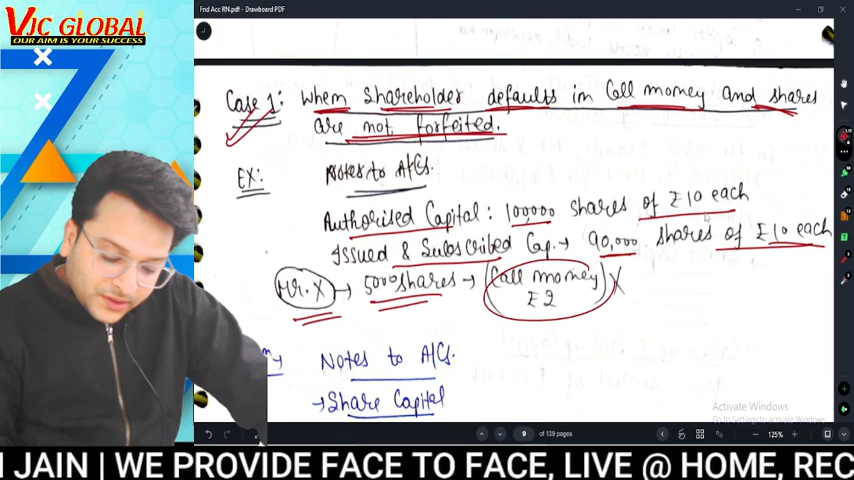 VJC GLOBAL
OUR AIM IS YOUR SUCCESS
Fnd Acc RN.pdf - Drawboard PDF
Case 1: When Shareholder defaults in Call money and shares
are not forfeited.
EX: Notes to A/Cs.
Authorised Capital: 100,000 shares of ₹10 each
Issued & Subscribed Cap.→ 90,000 shares of ₹10 each
Mr. X → 5000 shares → (Call money
₹2) X
Notes to A/Cs.
→Share Capital
Activate Windows
Go to Settings to activate Windows.
9 of 139 pages
125%
JAIN | WE PROVIDE FACE TO FACE, LIVE @ HOME, REC